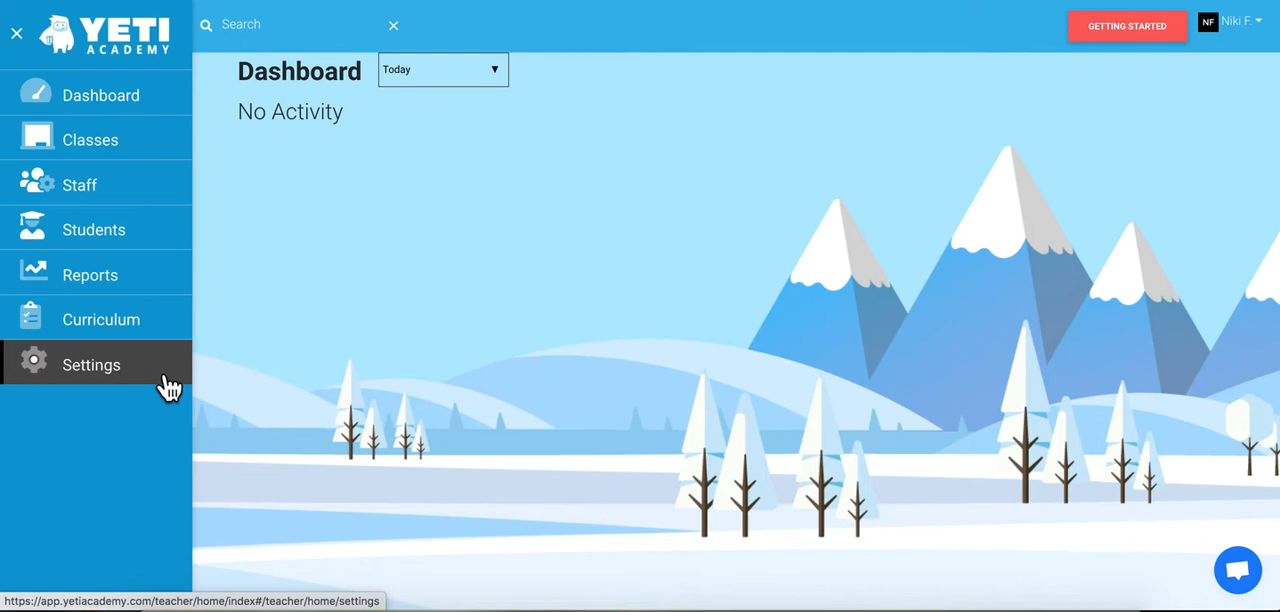 YETI
ACADEMY
Search
GETTING STARTED
NF Niki F.
Dashboard
Classes
Staff
Students
Reports
Curriculum
Settings
Dashboard
Today
No Activity
https://app.yetiacademy.com/teacher/home/index#/teacher/home/settings